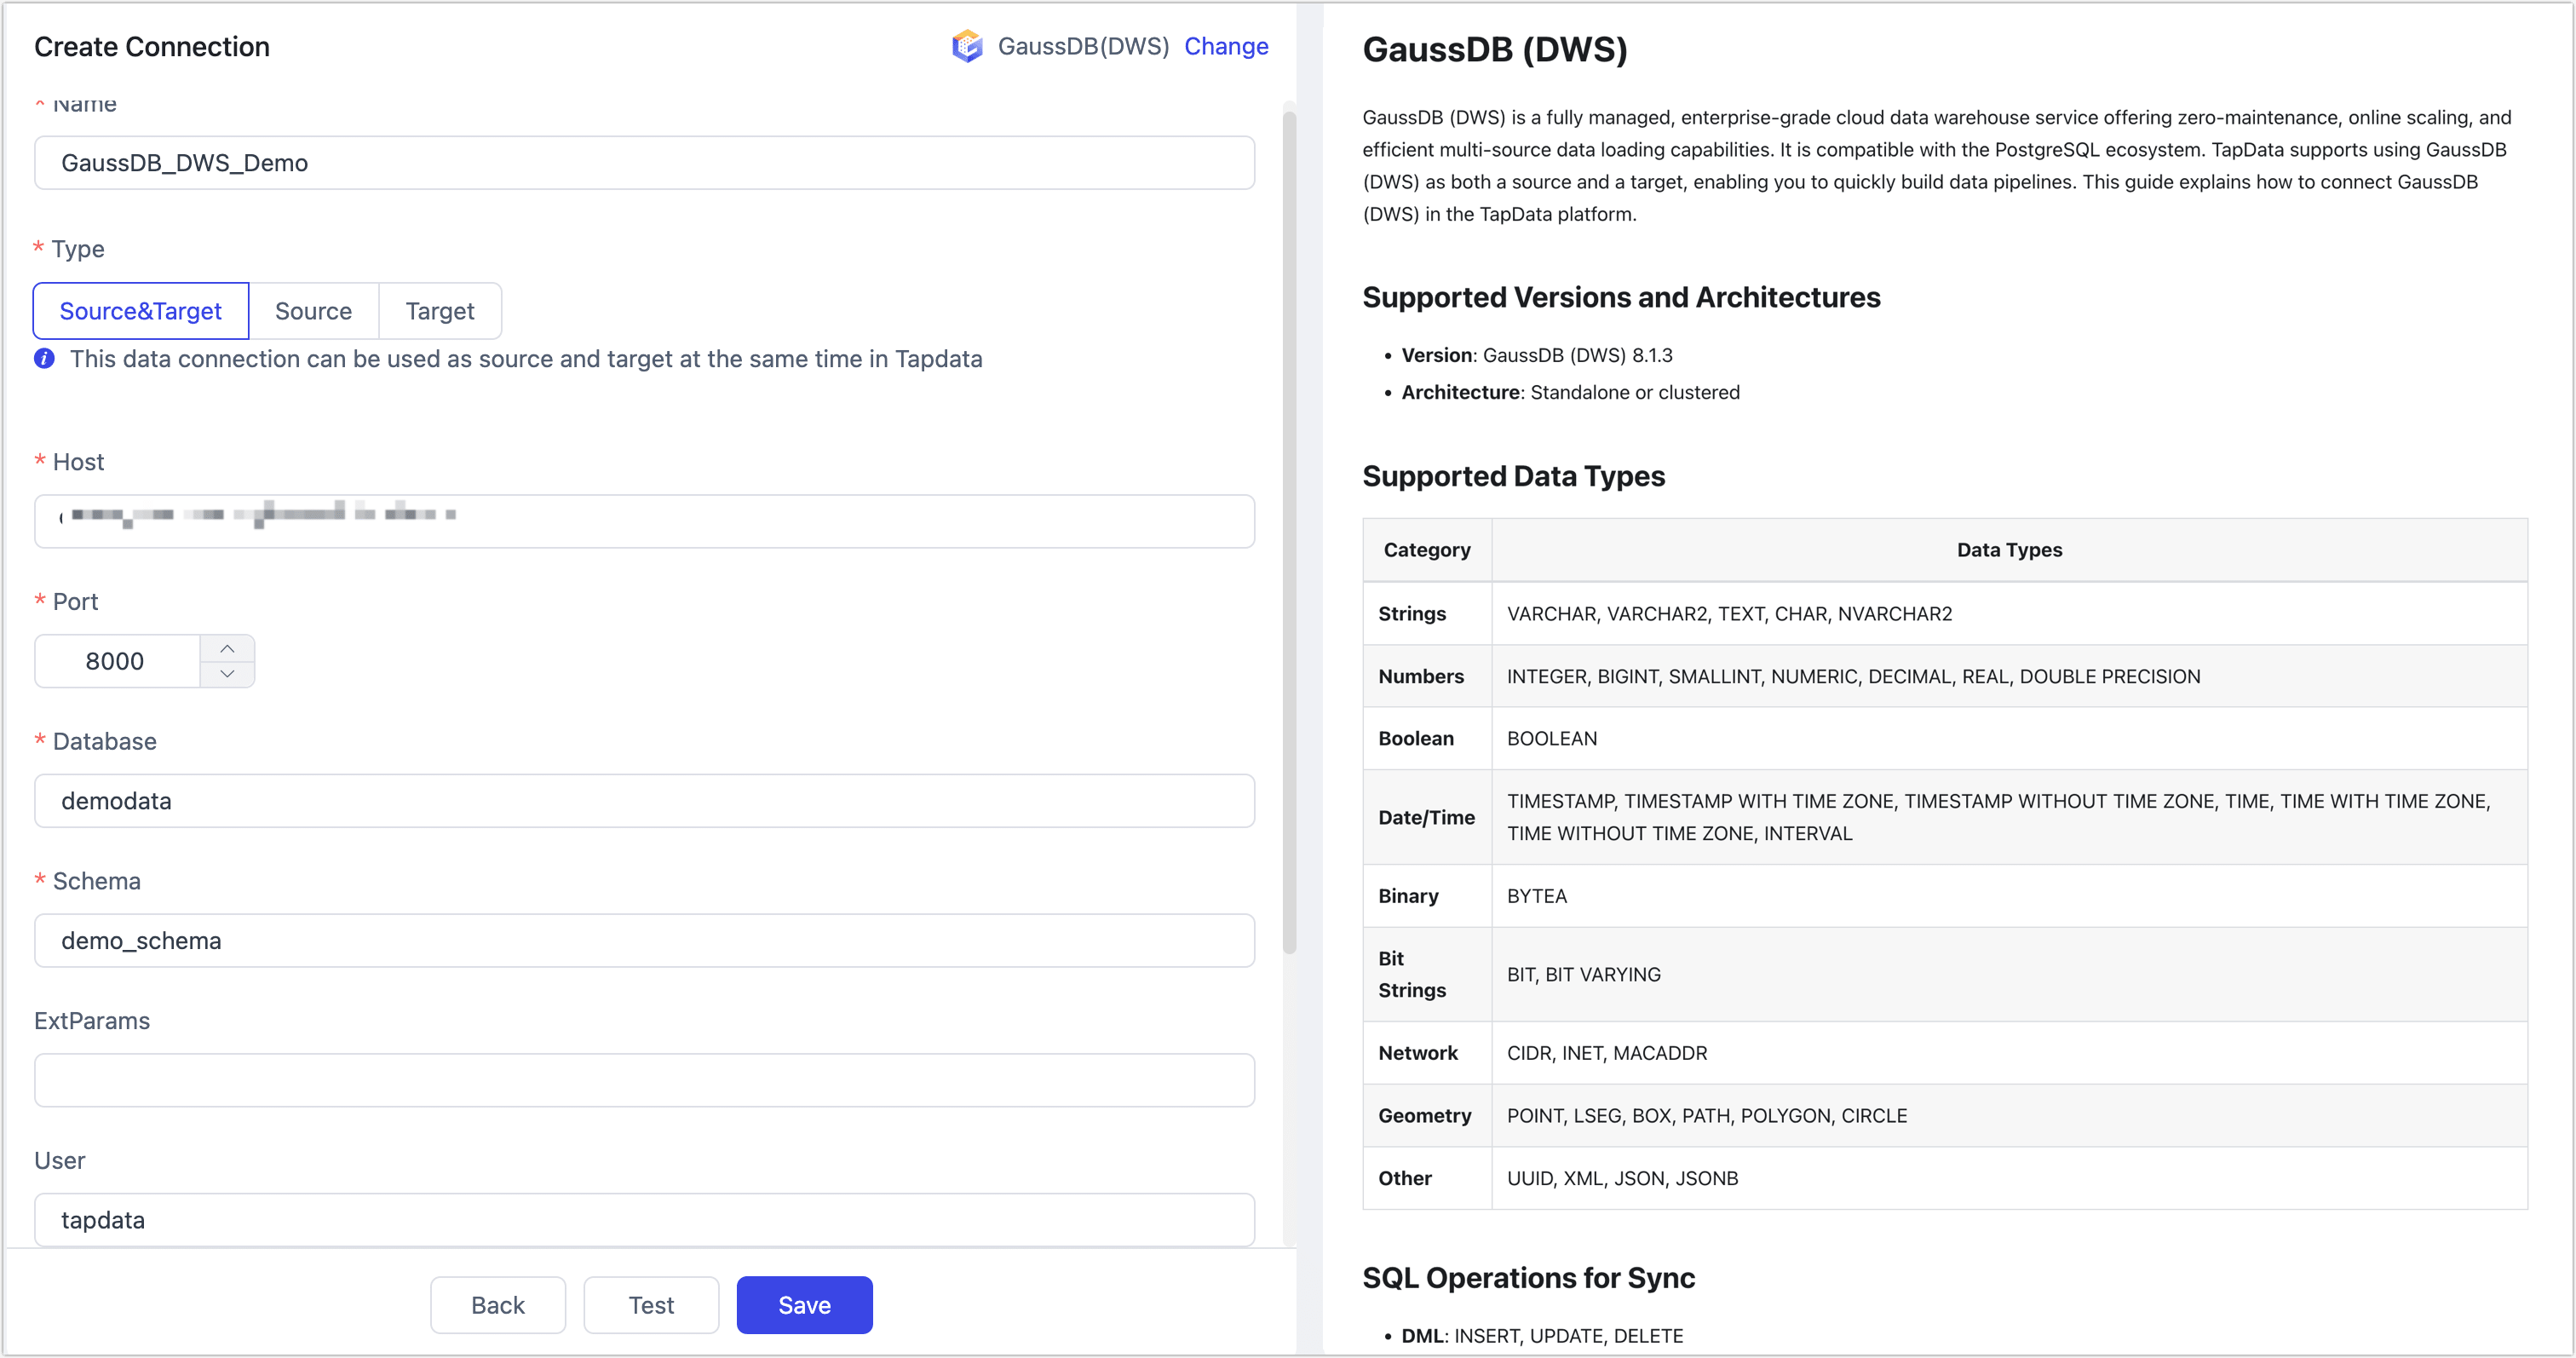 Create Connection
GaussDB(DWS) Change
* Name
GaussDB_DWS_Demo
* Type
Source&Target Source Target
This data connection can be used as source and target at the same time in Tapdata
* Host
* Port
8000
* Database
demodata
* Schema
demo_schema
ExtParams
User
tapdata
Back Test Save
GaussDB (DWS)
GaussDB (DWS) is a fully managed, enterprise-grade cloud data warehouse service offering zero-maintenance, online scaling, and
efficient multi-source data loading capabilities. It is compatible with the PostgreSQL ecosystem. TapData supports using GaussDB
(DWS) as both a source and a target, enabling you to quickly build data pipelines. This guide explains how to connect GaussDB
(DWS) in the TapData platform.
Supported Versions and Architectures
• Version: GaussDB (DWS) 8.1.3
• Architecture: Standalone or clustered
Supported Data Types
Category Data Types
Strings VARCHAR, VARCHAR2, TEXT, CHAR, NVARCHAR2
Numbers INTEGER, BIGINT, SMALLINT, NUMERIC, DECIMAL, REAL, DOUBLE PRECISION
Boolean BOOLEAN
Date/Time TIMESTAMP, TIMESTAMP WITH TIME ZONE, TIMESTAMP WITHOUT TIME ZONE, TIME, TIME WITH TIME ZONE,
TIME WITHOUT TIME ZONE, INTERVAL
Binary BYTEA
Bit
Strings BIT, BIT VARYING
Network CIDR, INET, MACADDR
Geometry POINT, LSEG, BOX, PATH, POLYGON, CIRCLE
Other UUID, XML, JSON, JSONB
SQL Operations for Sync
• DML: INSERT, UPDATE, DELETE